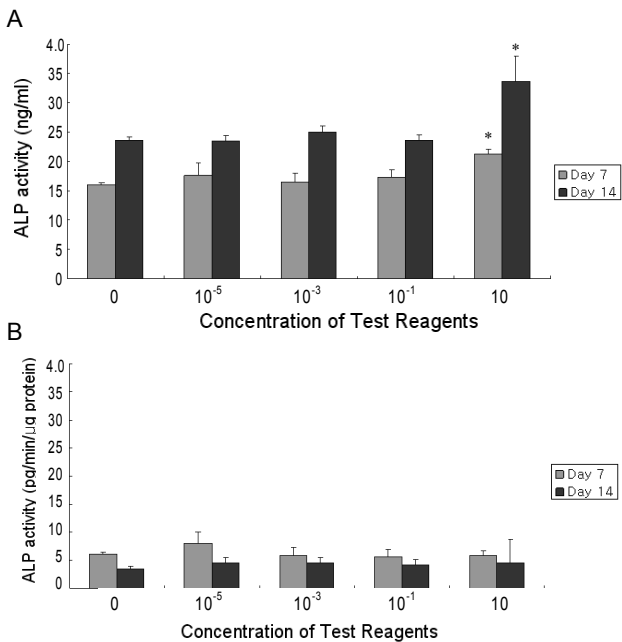 A
ALP activity (ng/ml)
4.0
35
30
25
20
15
10
5
0
*
*
0 10⁻⁵ 10⁻³ 10⁻¹ 10
Concentration of Test Reagents
Day 7
Day 14
B
ALP activity (pg/min/μg protein)
4.0
35
30
25
20
15
10
5
0
0 10⁻⁵ 10⁻³ 10⁻¹ 10
Concentration of Test Reagents
Day 7
Day 14